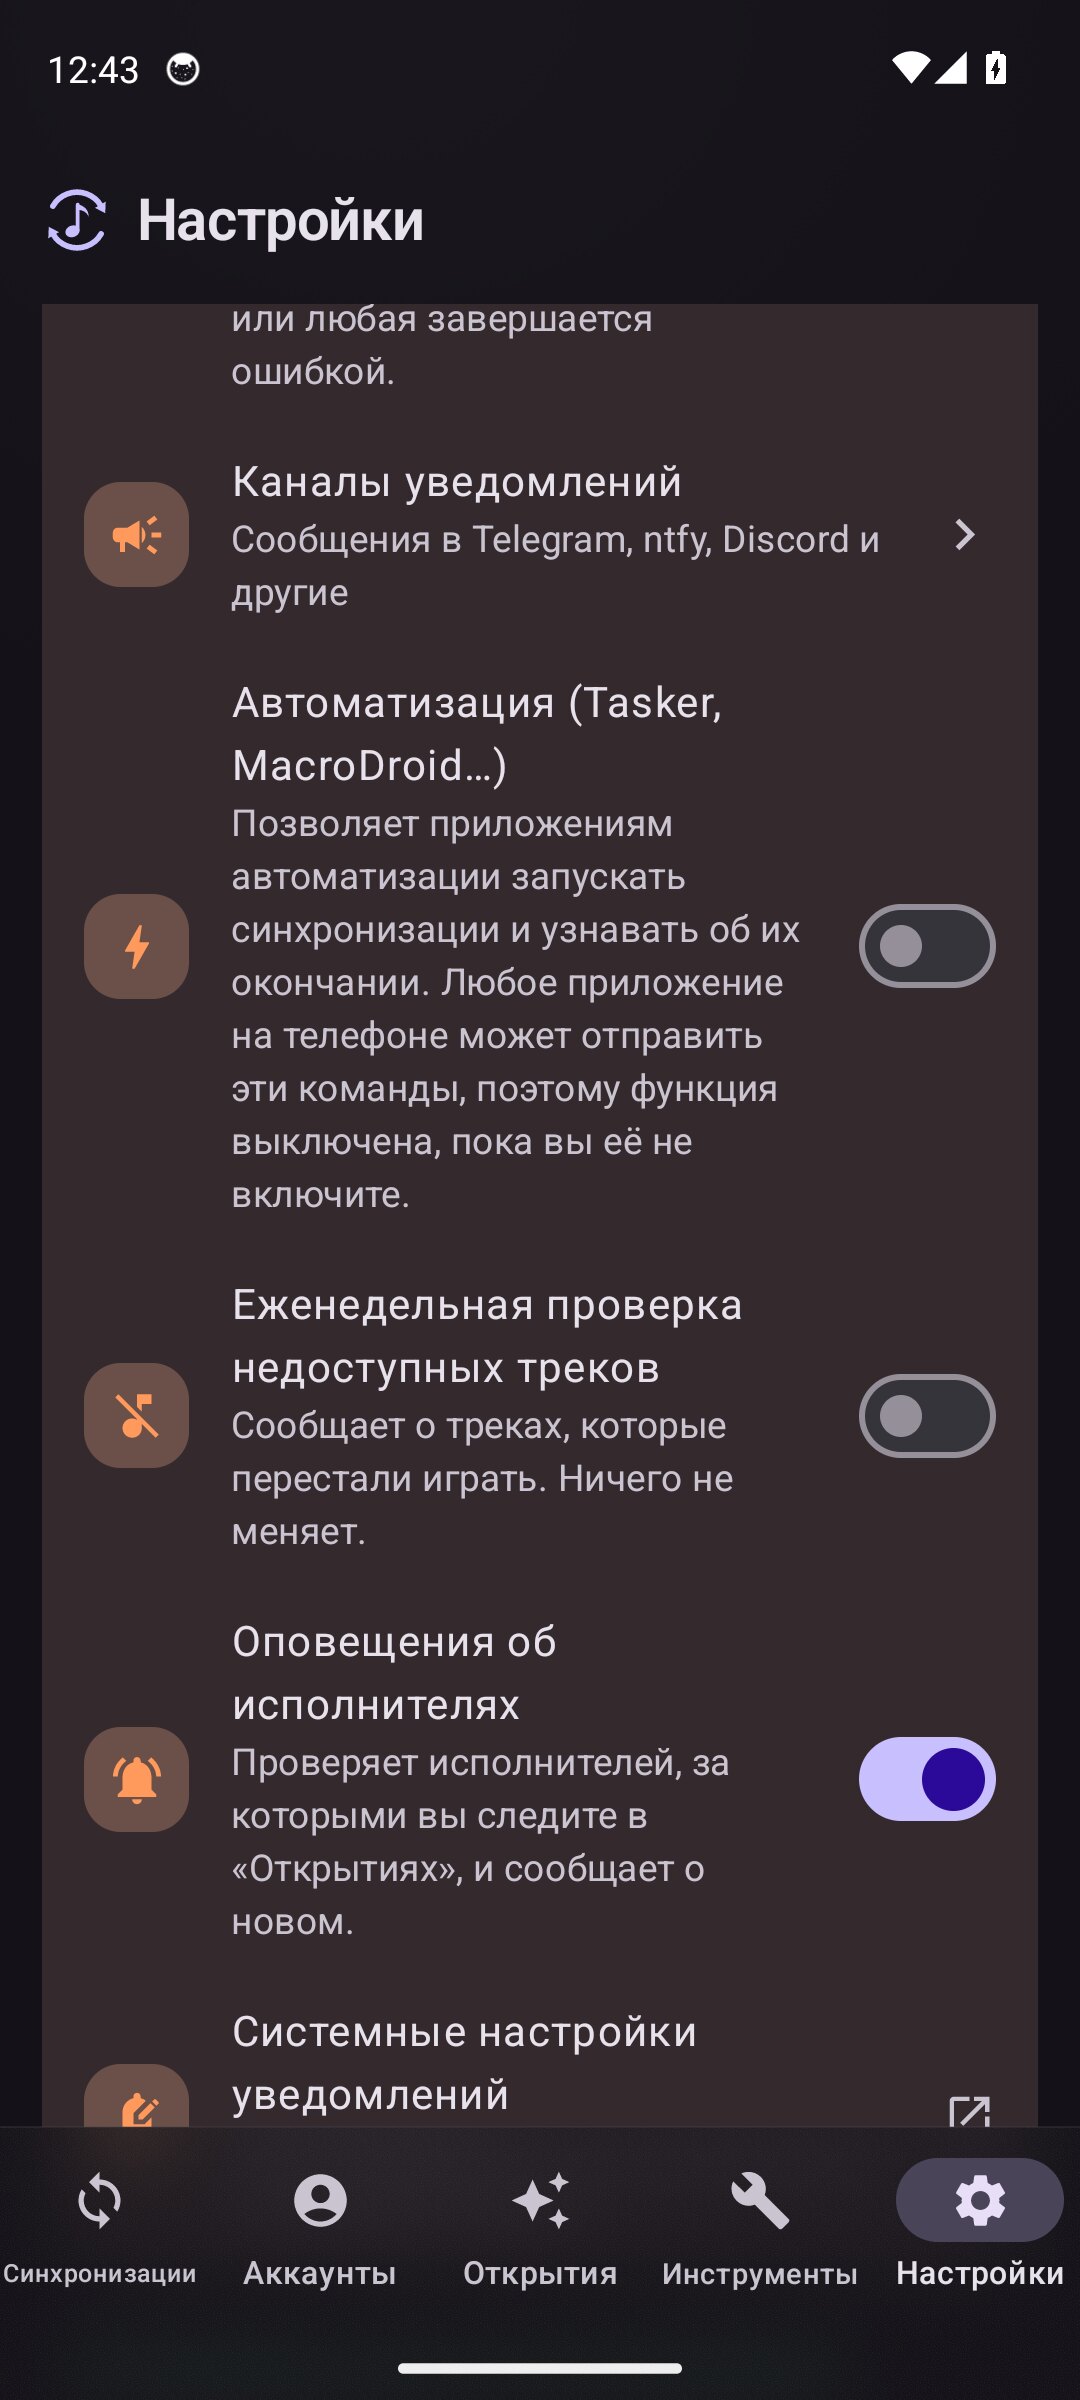 12:43
Настройки
или любая завершается
ошибкой.
Каналы уведомлений
Сообщения в Telegram, ntfy, Discord и
другие
Автоматизация (Tasker,
MacroDroid…)
Позволяет приложениям
автоматизации запускать
синхронизации и узнавать об их
окончании. Любое приложение
на телефоне может отправить
эти команды, поэтому функция
выключена, пока вы её не
включите.
Еженедельная проверка
недоступных треков
Сообщает о треках, которые
перестали играть. Ничего не
меняет.
Оповещения об
исполнителях
Проверяет исполнителей, за
которыми вы следите в
«Открытиях», и сообщает о
новом.
Системные настройки
уведомлений
Синхронизации
Аккаунты
Открытия
Инструменты
Настройки